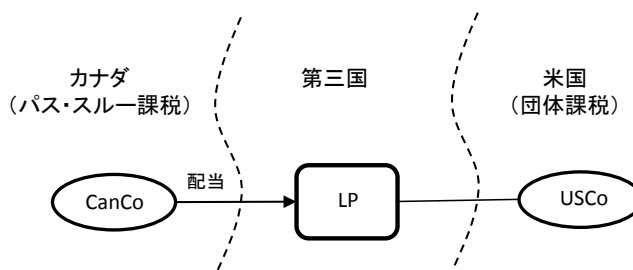 カナダ
（パス・スルー課税）
第三国
米国
（団体課税）
配当
CanCo
LP
USCo